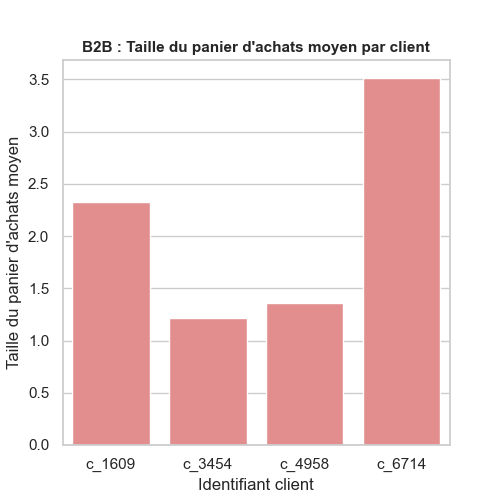 B2B : Taille du panier d'achats moyen par client
Taille du panier d'achats moyen
3.5
3.0
2.5
2.0
1.5
1.0
0.5
0.0
c_1609 c_3454 c_4958 c_6714
Identifiant client